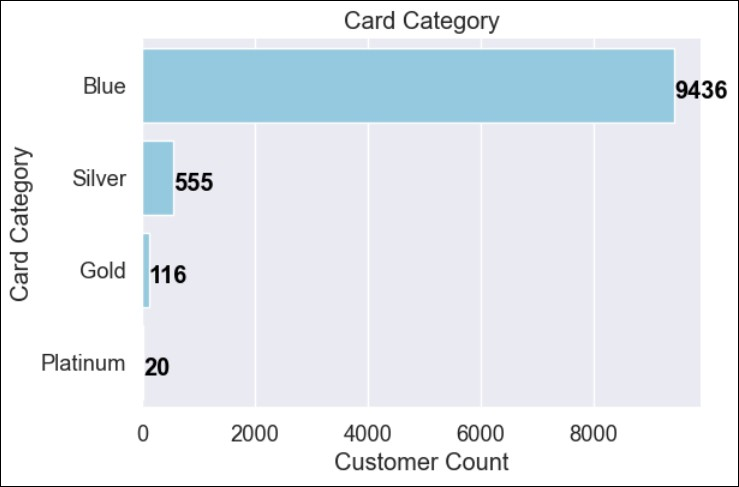 Card Category
Blue
9436
Silver
555
Gold
116
Platinum
20
Card Category
0 2000 4000 6000 8000
Customer Count